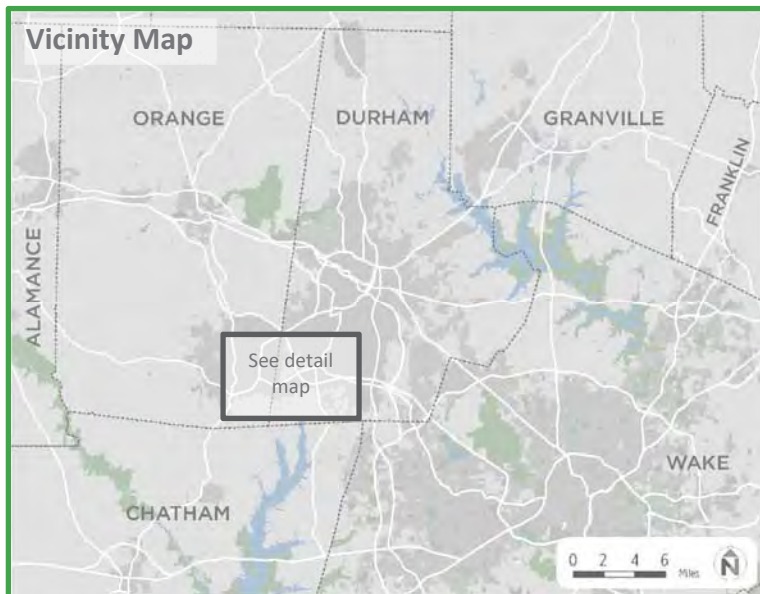 Vicinity Map
ORANGE
DURHAM
GRANVILLE
FRANKLIN
ALAMANCE
See detail
map
WAKE
CHATHAM
0 2 4 6
Miles
N